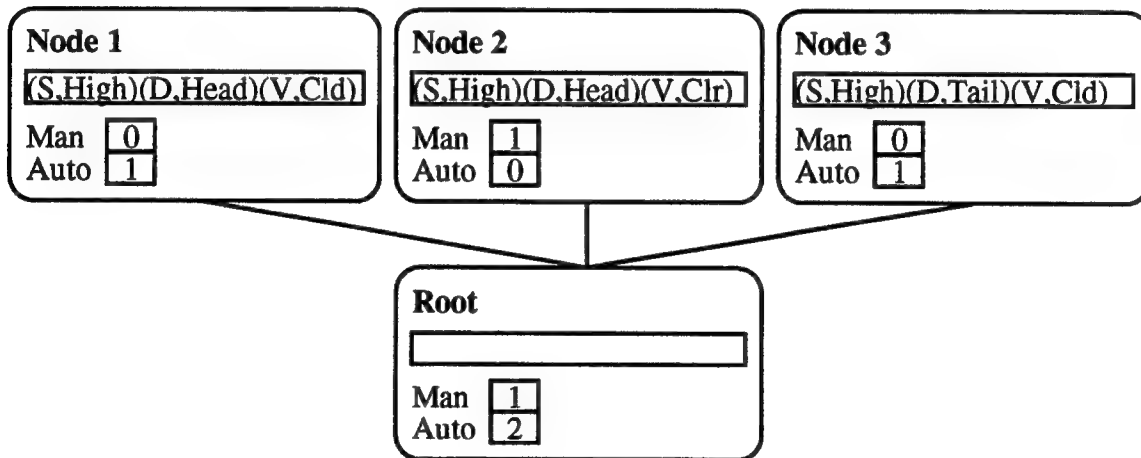 Node 1
(S,High)(D,Head)(V,Cld)
Man 0
Auto 1
Node 2
(S,High)(D,Head)(V,Clr)
Man 1
Auto 0
Node 3
(S,High)(D,Tail)(V,Cld)
Man 0
Auto 1
Root
Man 1
Auto 2